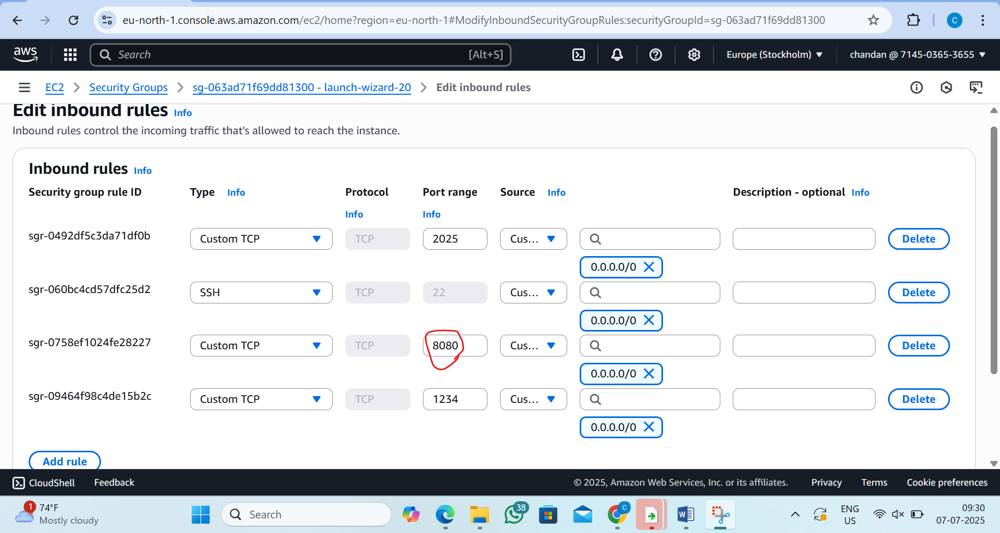 eu-north-1.console.aws.amazon.com/ec2/home?region=eu-north-1#ModifyInboundSecurityGroupRules:securityGroupId=sg-063ad71f69dd81300
C
aws
Search
[Alt+S]
Europe (Stockholm)
chandan @ 7145-0365-3655
EC2
Security Groups
sg-063ad71f69dd81300 - launch-wizard-20
Edit inbound rules
Edit inbound rules Info
Inbound rules control the incoming traffic that's allowed to reach the instance.
Inbound rules Info
Security group rule ID
Type Info
Protocol
Info
Port range
Info
Source Info
Description - optional Info
sgr-0492df5c3da71df0b
Custom TCP
TCP
2025
Cus...
Delete
0.0.0.0/0
sgr-060bc4cd57dfc25d2
SSH
TCP
22
Cus...
Delete
0.0.0.0/0
sgr-0758ef1024fe28227
Custom TCP
TCP
8080
Cus...
Delete
0.0.0.0/0
sgr-09464f98c4de15b2c
Custom TCP
TCP
1234
Cus...
Delete
0.0.0.0/0
Add rule
CloudShell
Feedback
© 2025, Amazon Web Services, Inc. or its affiliates.
Privacy
Terms
Cookie preferences
1
74°F
Mostly cloudy
Search
38
C
W
ENG
US
09:30
07-07-2025